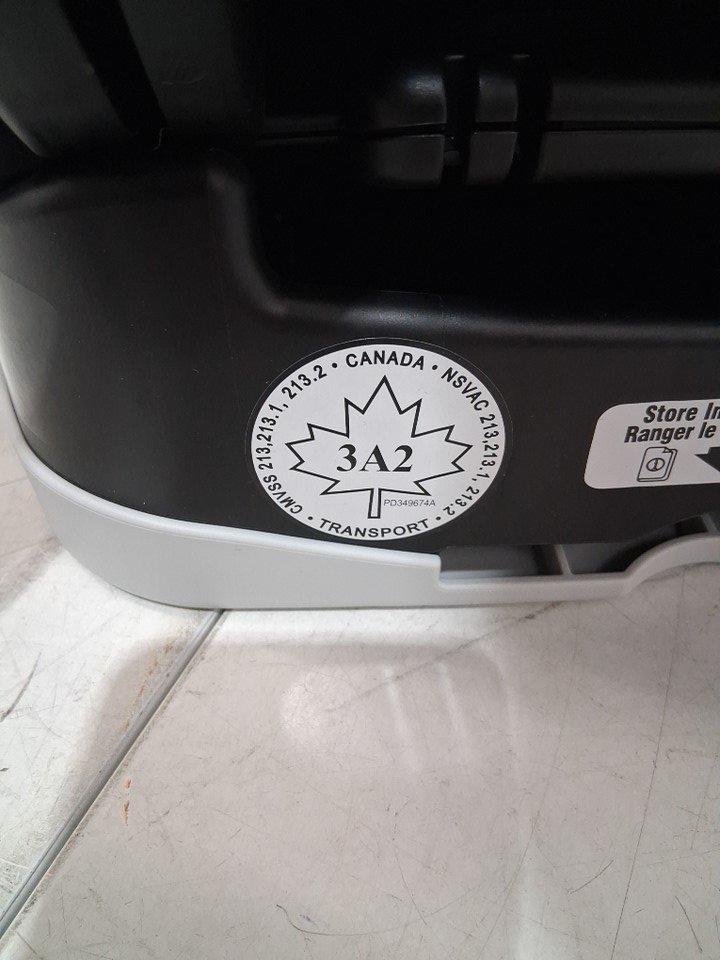 CMVSS 213,213.1, 213.2 • CANADA • NSVAC 213,213.1, 213.2 • TRANSPORT •
3A2
PD349674A
Store In
Ranger le